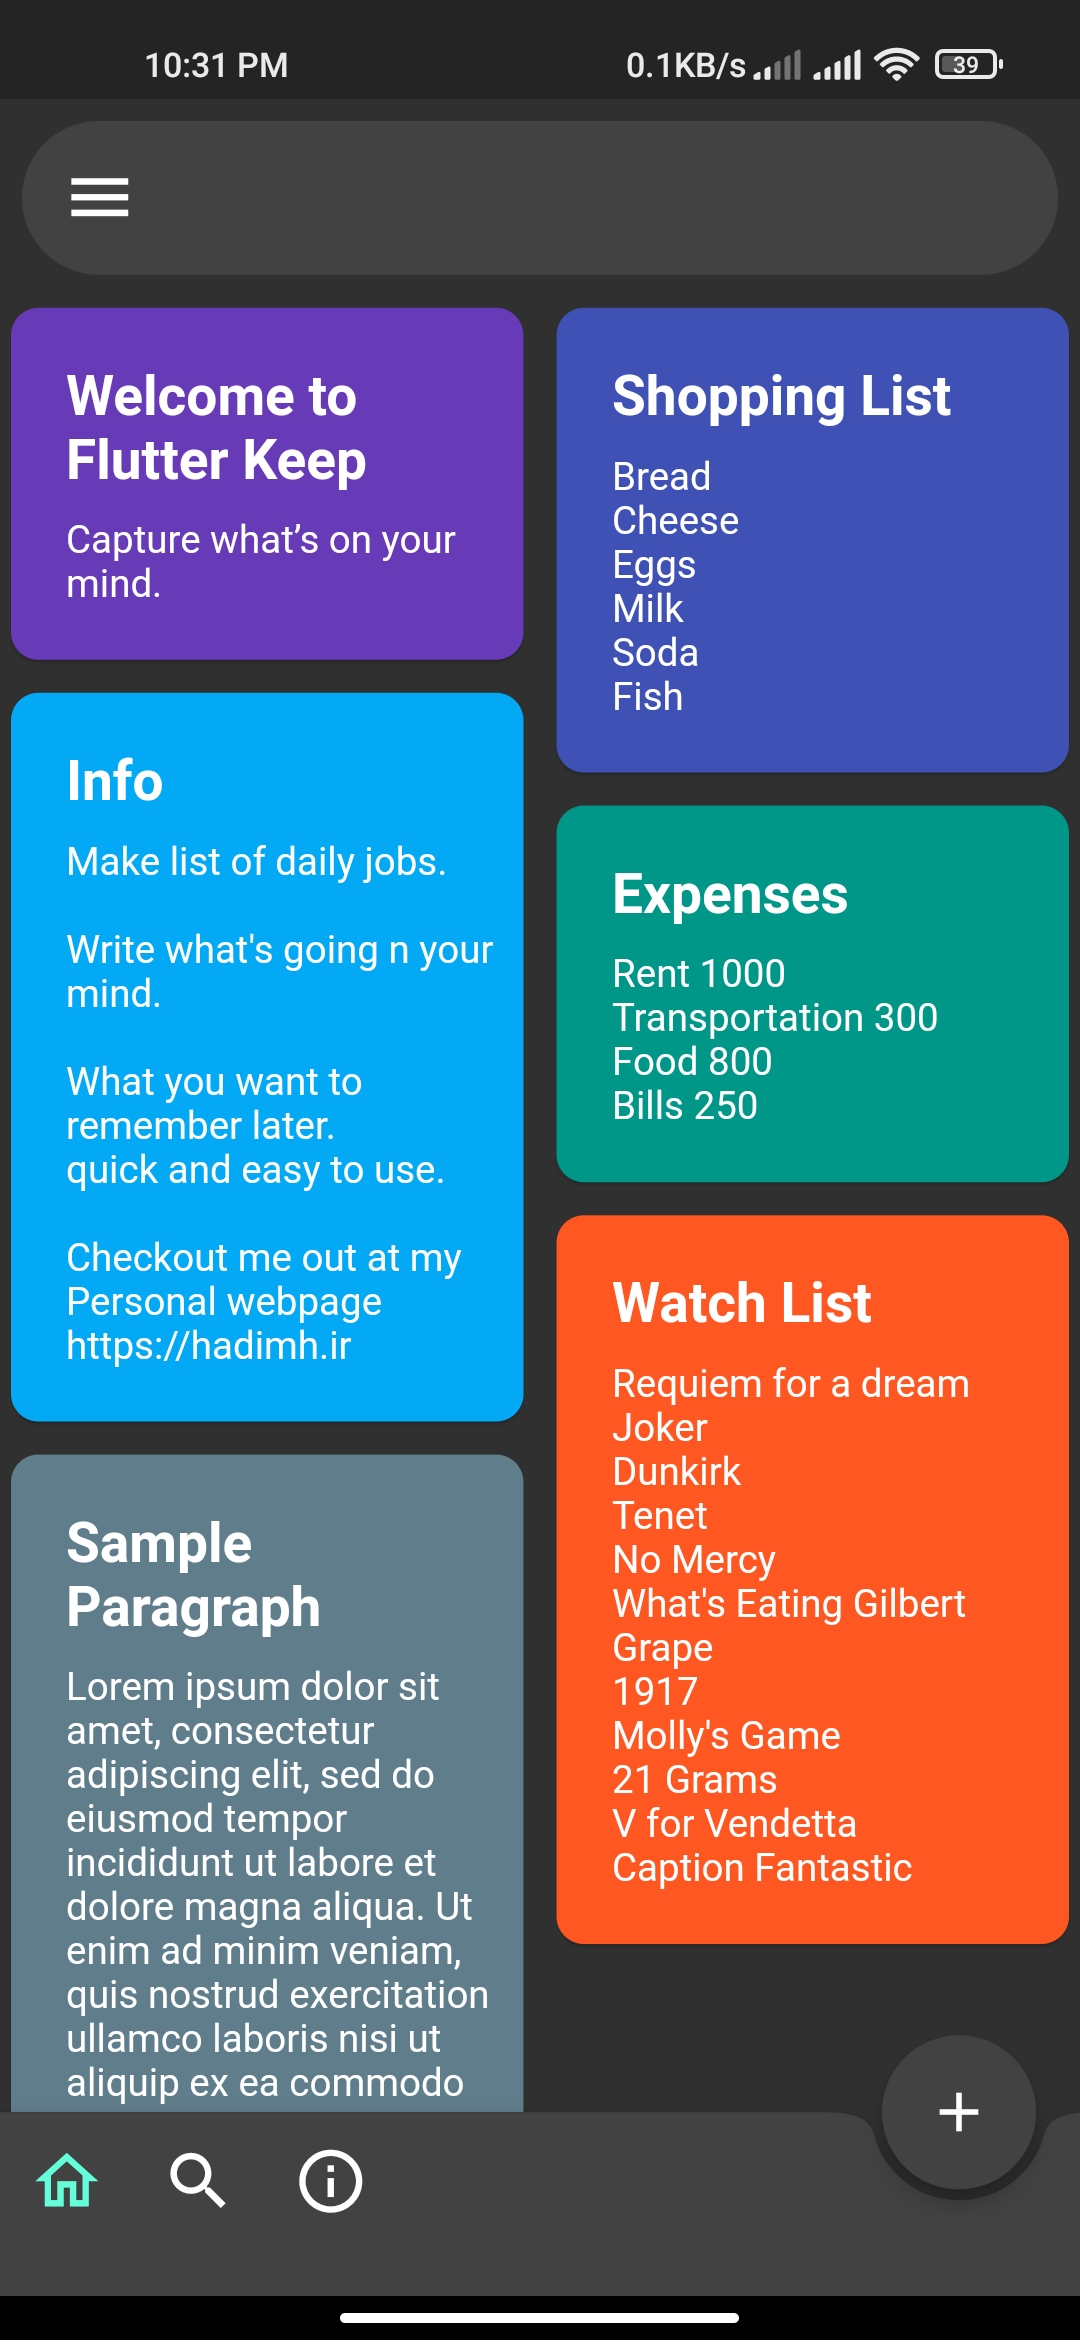 10:31 PM
0.1KB/s
39
Welcome to
Flutter Keep
Capture what’s on your
mind.
Info
Make list of daily jobs.
Write what's going n your
mind.
What you want to
remember later.
quick and easy to use.
Checkout me out at my
Personal webpage
https://hadimh.ir
Sample
Paragraph
Lorem ipsum dolor sit
amet, consectetur
adipiscing elit, sed do
eiusmod tempor
incididunt ut labore et
dolore magna aliqua. Ut
enim ad minim veniam,
quis nostrud exercitation
ullamco laboris nisi ut
aliquip ex ea commodo
Shopping List
Bread
Cheese
Eggs
Milk
Soda
Fish
Expenses
Rent 1000
Transportation 300
Food 800
Bills 250
Watch List
Requiem for a dream
Joker
Dunkirk
Tenet
No Mercy
What's Eating Gilbert
Grape
1917
Molly's Game
21 Grams
V for Vendetta
Caption Fantastic